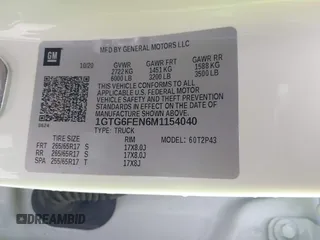 GM
MFD BY GENERAL MOTORS LLC
10/20 GVWR GAWR FRT GAWR RR
2722 KG 1451 KG 1588 KG
6000 LB 3200 LB 3500 LB
THIS VEHICLE CONFORMS TO ALL
APPLICABLE U.S. FEDERAL MOTOR
VEHICLE SAFETY STANDARDS IN
EFFECT ON THE DATE OF
MANUFACTURE SHOWN ABOVE.
1GTG6FEN6M1154040
TYPE: TRUCK MODEL: 60T2P43
TIRE SIZE RIM
FRT 265/65R17 S 17X8.0J
RR 265/65R17 S 17X8.0J
SPA 255/65R17 T 17X8J
© DREAMBID